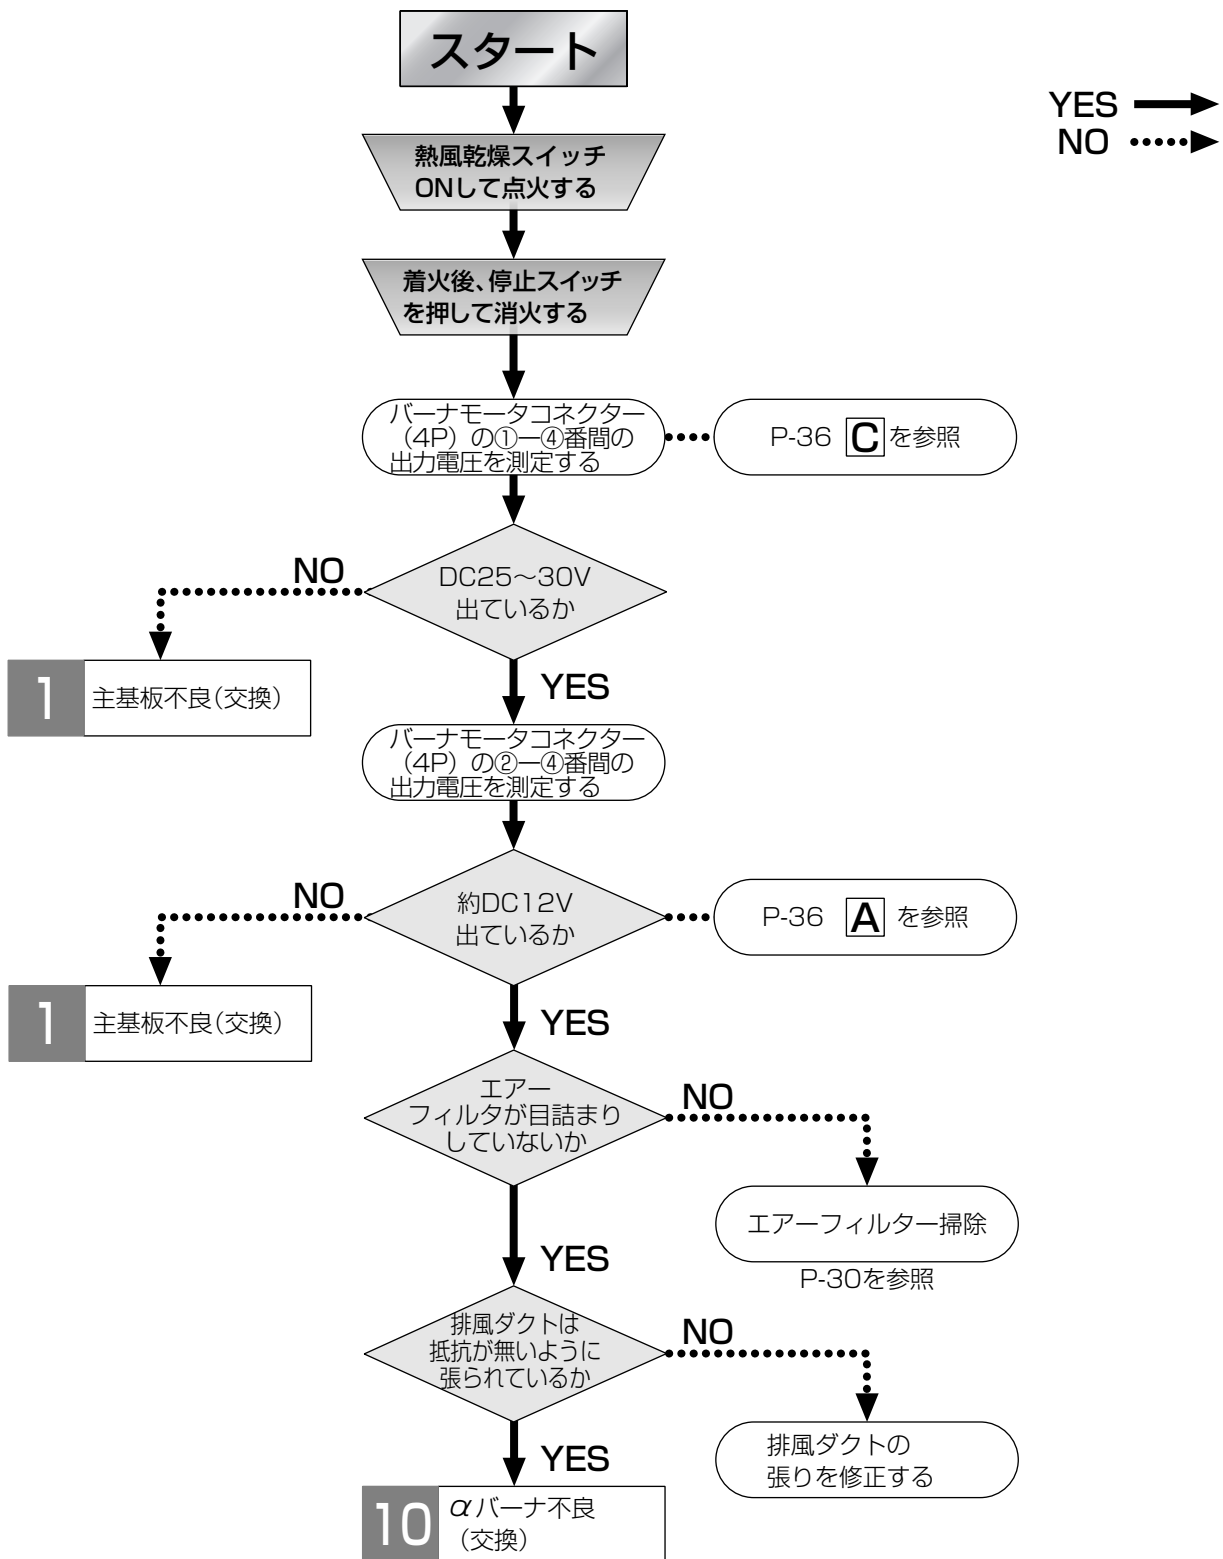 スタート
YES
NO
熱風乾燥スイッチ
ONして点火する
着火後、停止スイッチ
を押して消火する
バーナモータコネクター
（4P）の①ー④番間の
出力電圧を測定する
P-36 C を参照
DC25～30V
出ているか
NO
1 主基板不良（交換）
YES
バーナモータコネクター
（4P）の②ー④番間の
出力電圧を測定する
約DC12V
出ているか
NO
P-36 A を参照
1 主基板不良（交換）
YES
エアー
フィルタが目詰まり
していないか
NO
エアーフィルター掃除
P-30を参照
YES
排風ダクトは
抵抗が無いように
張られているか
NO
排風ダクトの
張りを修正する
YES
10 αバーナ不良
（交換）